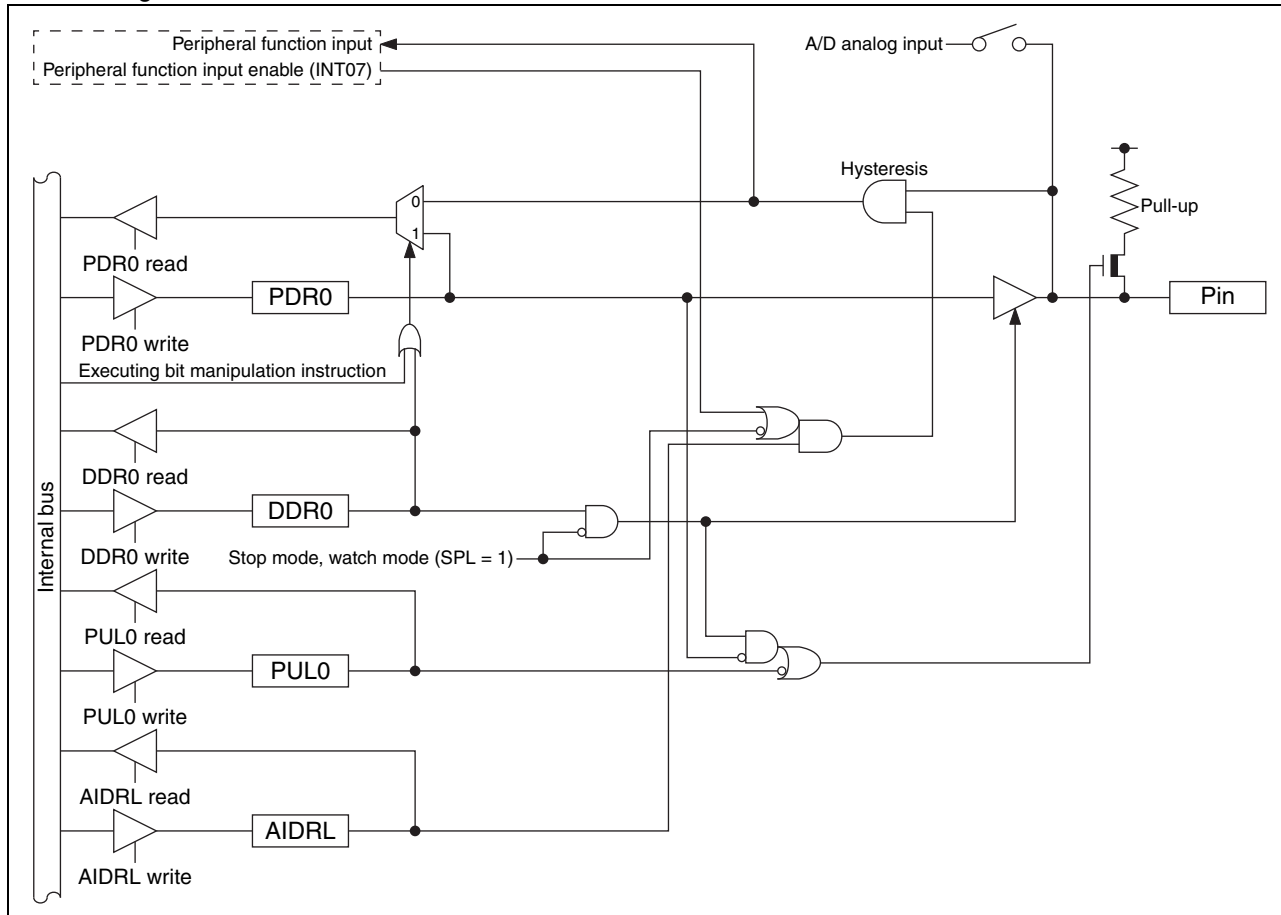 Peripheral function input
Peripheral function input enable (INT07)
A/D analog input
Hysteresis
Pull-up
0
1
PDR0 read
PDR0
Pin
PDR0 write
Executing bit manipulation instruction
DDR0 read
DDR0
DDR0 write
Stop mode, watch mode (SPL = 1)
Internal bus
PUL0 read
PUL0
PUL0 write
AIDRL read
AIDRL
AIDRL write